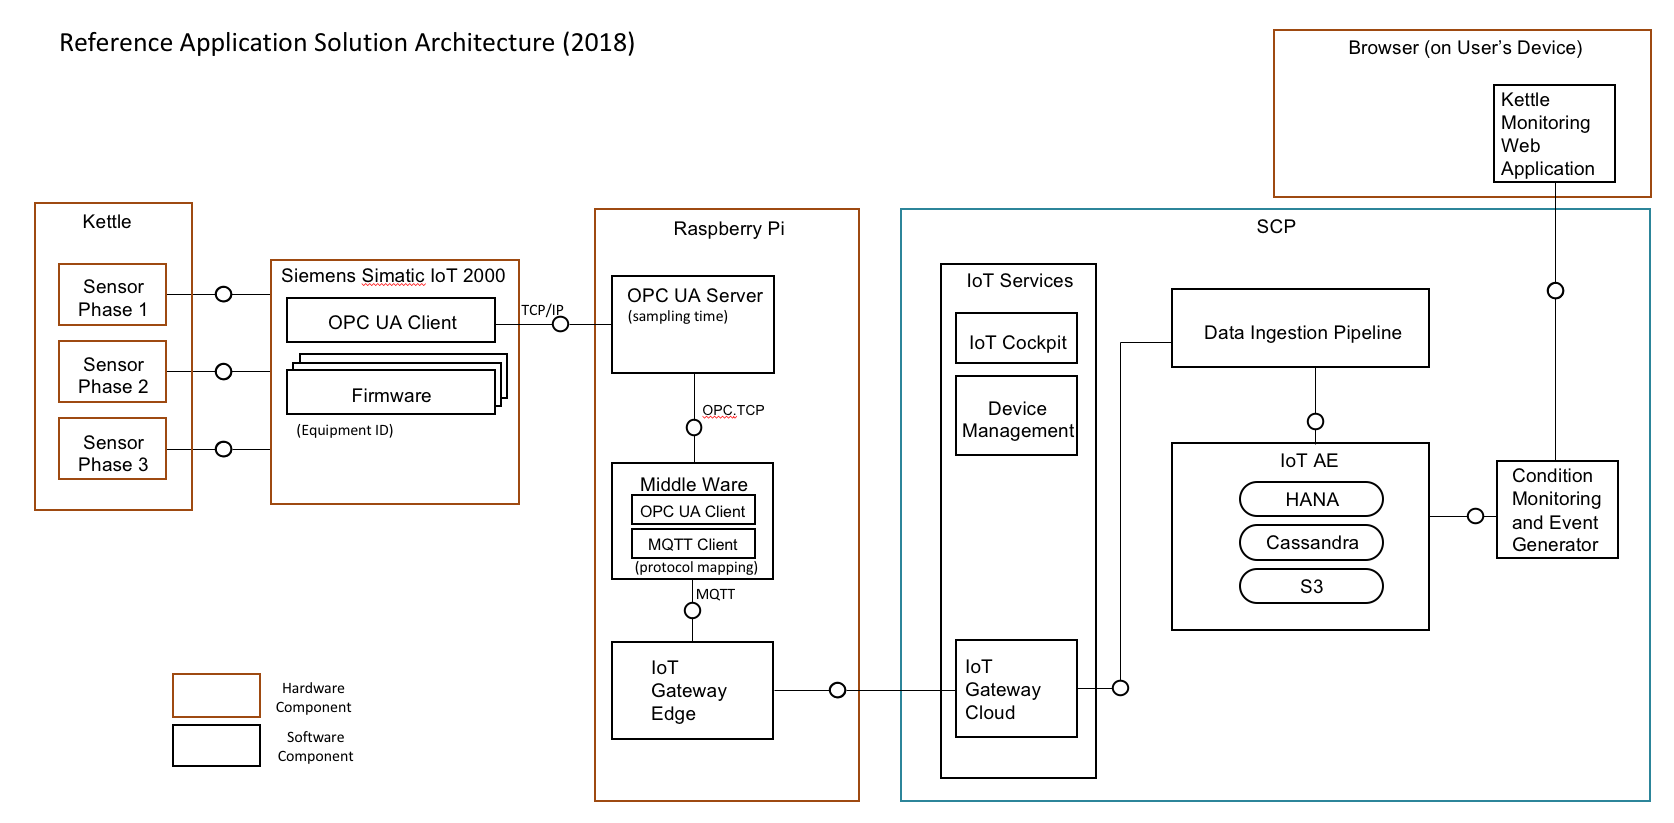 Reference Application Solution Architecture (2018)
Browser (on User's Device)
Kettle
Monitoring
Web
Application
Kettle
Sensor
Phase 1
Sensor
Phase 2
Sensor
Phase 3
Siemens Simatic IoT 2000
OPC UA Client
Firmware
(Equipment ID)
TCP/IP
Raspberry Pi
OPC UA Server
(sampling time)
OPC.TCP
Middle Ware
OPC UA Client
MQTT Client
(protocol mapping)
MQTT
IoT
Gateway
Edge
SCP
IoT Services
IoT Cockpit
Device
Management
IoT
Gateway
Cloud
Data Ingestion Pipeline
IoT AE
HANA
Cassandra
S3
Condition
Monitoring
and Event
Generator
Hardware
Component
Software
Component